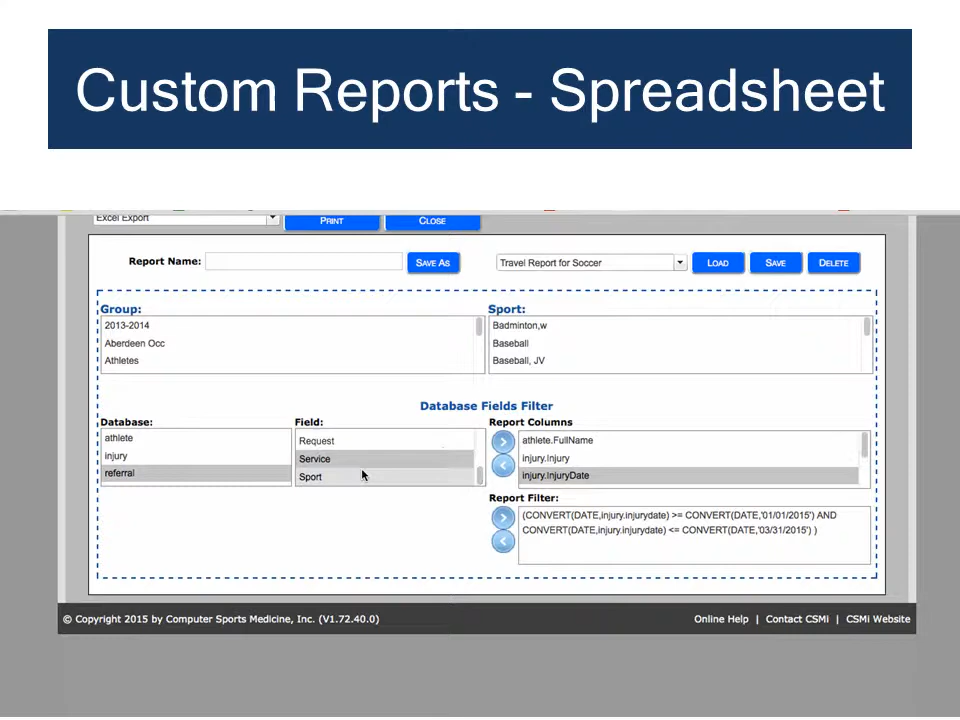 Custom Reports - Spreadsheet
Excel Export PRINT CLOSE
Report Name: SAVE AS Travel Report for Soccer LOAD SAVE DELETE
Group: Sport:
2013-2014 Badminton,w
Aberdeen Occ Baseball
Athletes Baseball, JV
Database Fields Filter
Database: Field: Report Columns
athlete Request athlete.FullName
injury Service injury.Injury
referral Sport injury.InjuryDate
Report Filter:
(CONVERT(DATE,injury.injurydate) >= CONVERT(DATE,'01/01/2015') AND
CONVERT(DATE,injury.injurydate) <= CONVERT(DATE,'03/31/2015') )
© Copyright 2015 by Computer Sports Medicine, Inc. (V1.72.40.0) Online Help | Contact CSMi | CSMi Website